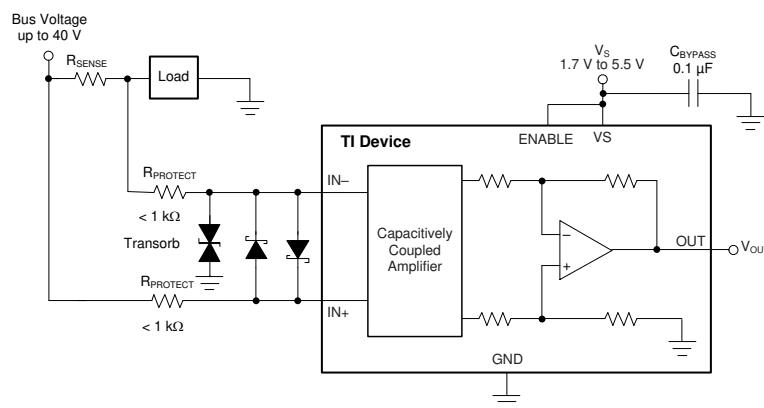 Bus Voltage
up to 40 V
RSENSE
Load
VS
1.7 V to 5.5 V
CBYPASS
0.1 µF
ENABLE
VS
TI Device
RPROTECT
< 1 kΩ
IN–
Transorb
Capacitively
Coupled
Amplifier
–
+
OUT
VOU
RPROTECT
< 1 kΩ
IN+
GND